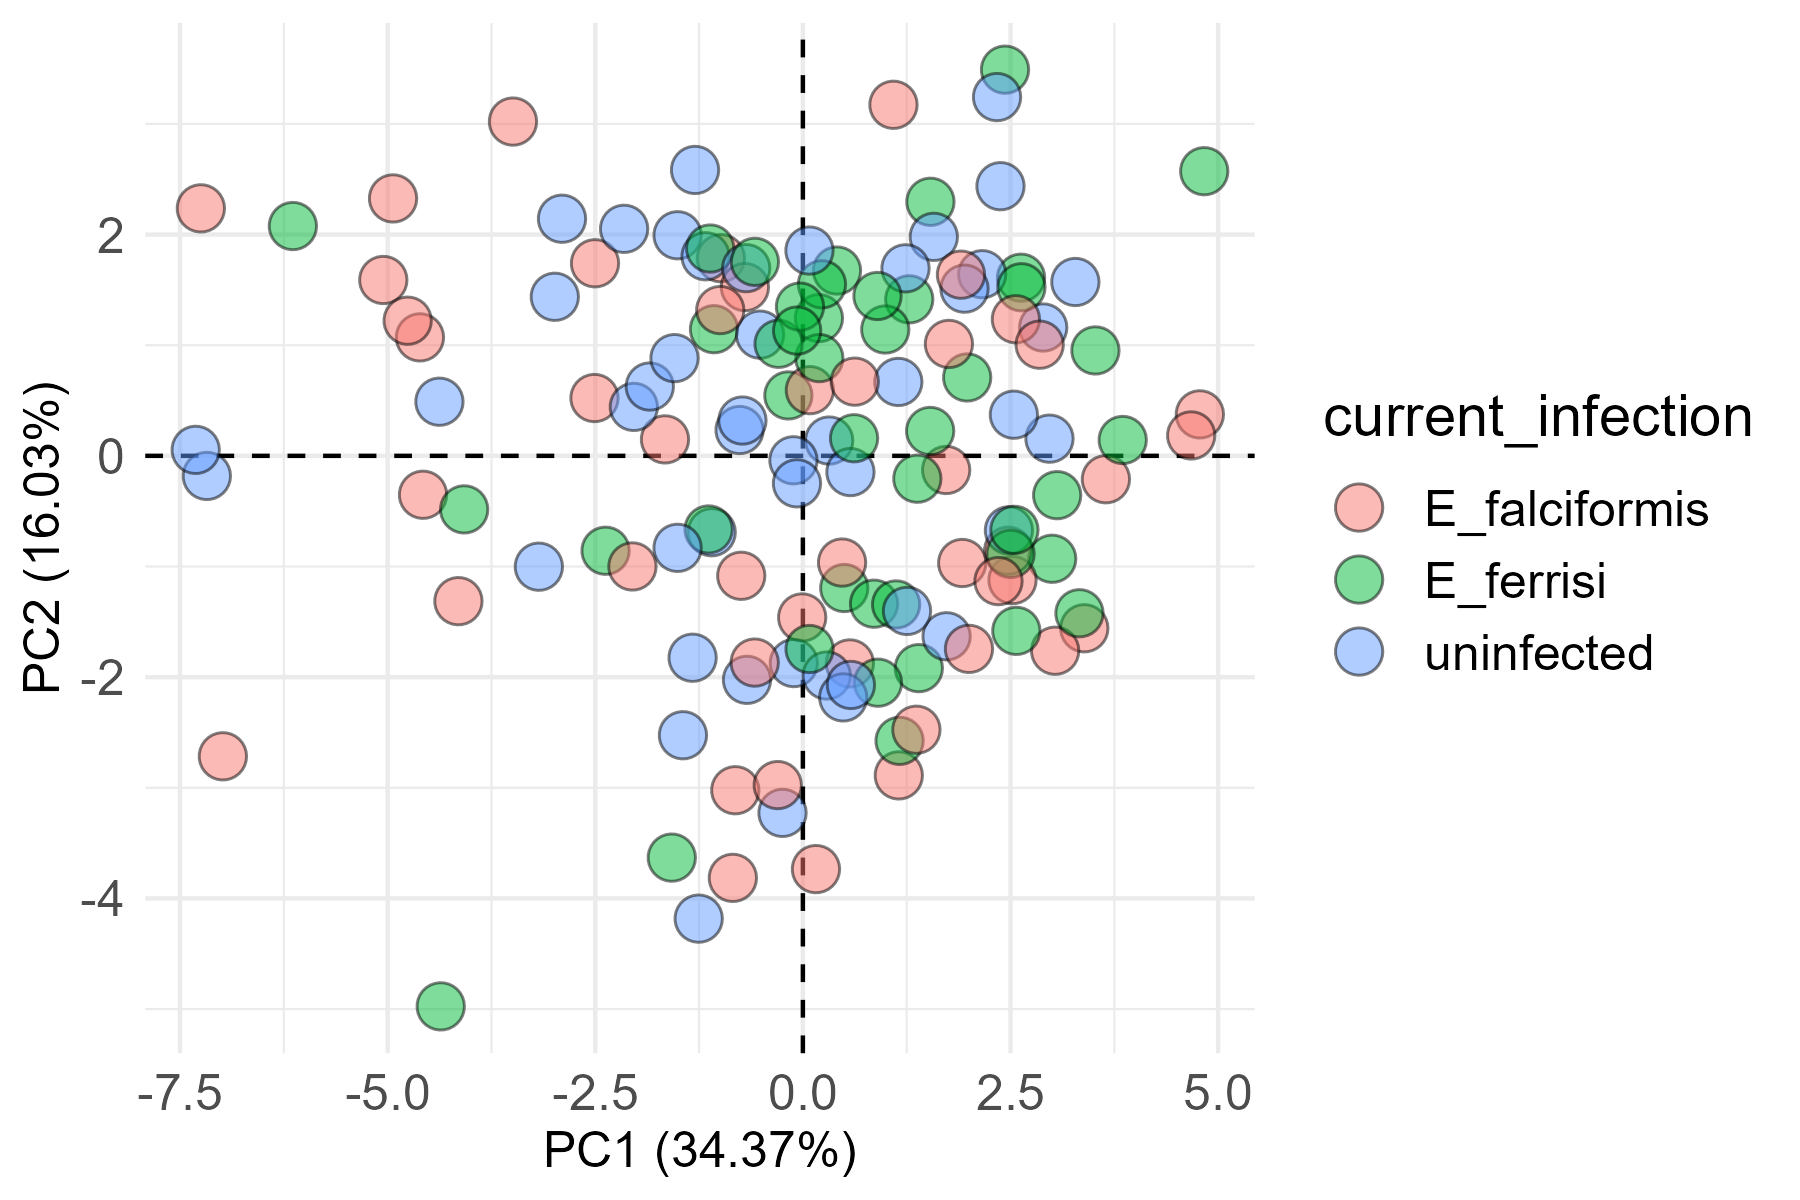 2
0
-2
-4
PC2 (16.03%)
-7.5 -5.0 -2.5 0.0 2.5 5.0
PC1 (34.37%)
current_infection
E_falciformis
E_ferrisi
uninfected